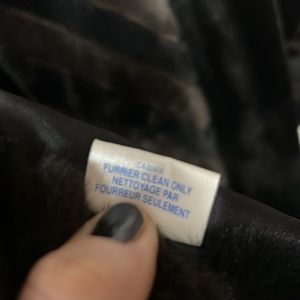 FURRIER CLEAN ONLY
NETTOYAGE PAR
FOURREUR SEULEMENT